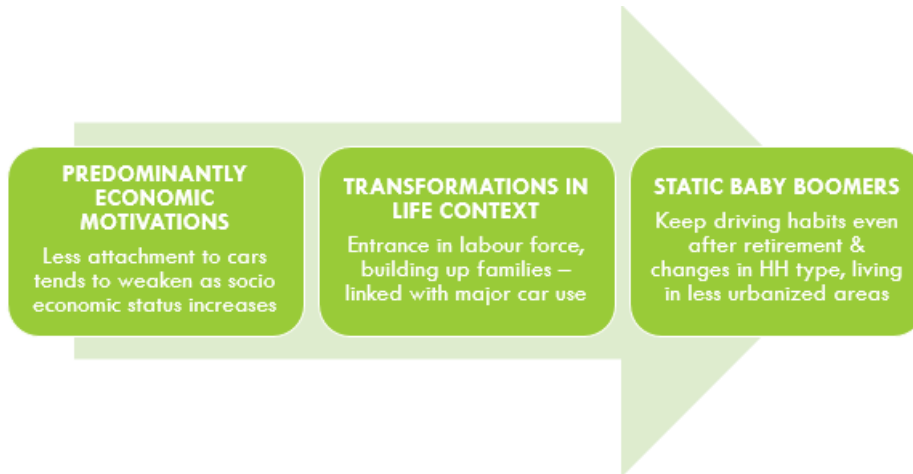 PREDOMINANTLY
ECONOMIC
MOTIVATIONS
Less attachment to cars
tends to weaken as socio
economic status increases
TRANSFORMATIONS IN
LIFE CONTEXT
Entrance in labour force,
building up families –
linked with major car use
STATIC BABY BOOMERS
Keep driving habits even
after retirement &
changes in HH type, living
in less urbanized areas